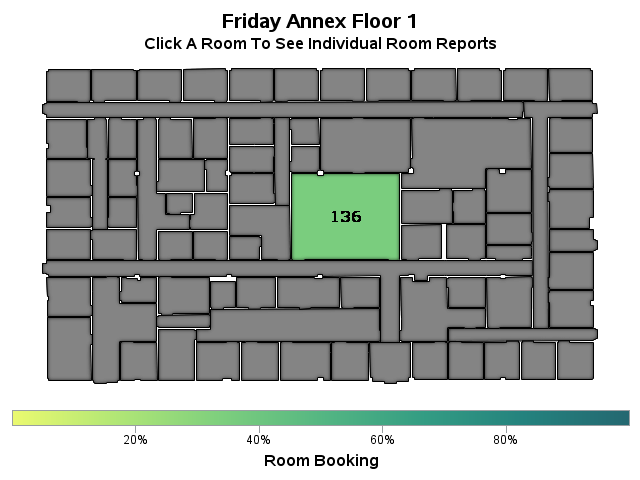 Friday Annex Floor 1
Click A Room To See Individual Room Reports
136
20% 40% 60% 80%
Room Booking